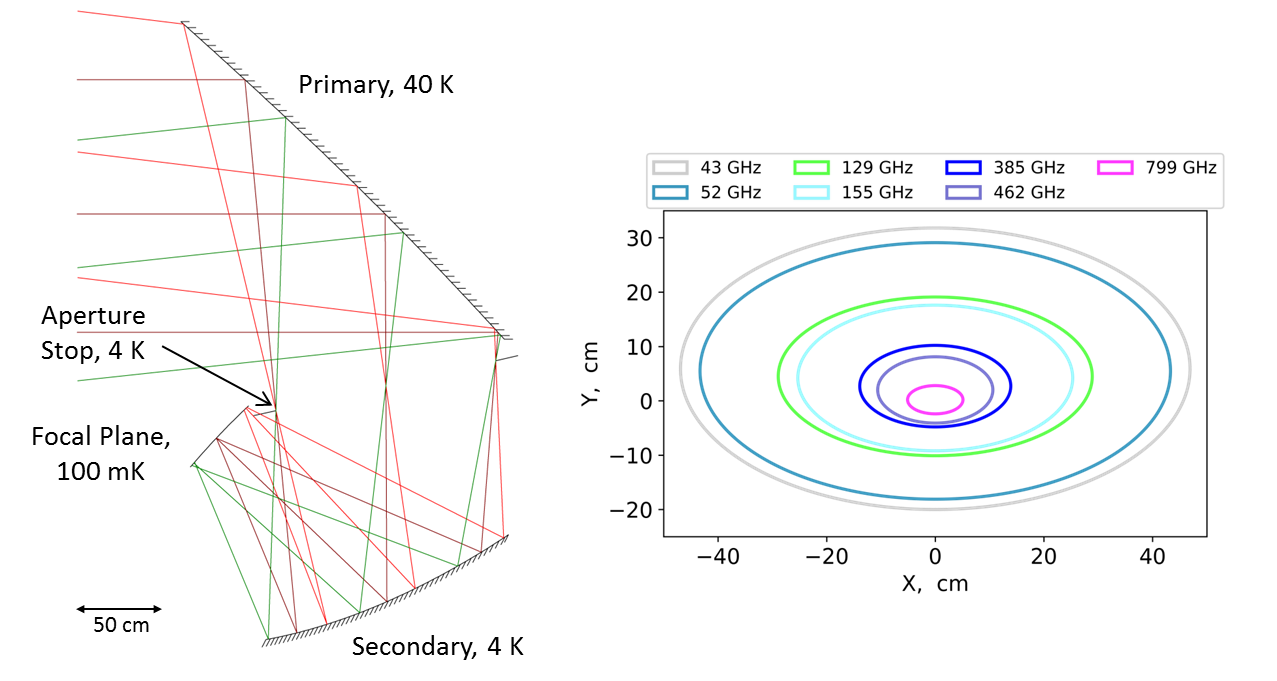 Primary, 40 K
Aperture
Stop, 4 K
Focal Plane,
100 mK
50 cm
Secondary, 4 K
43 GHz 129 GHz 385 GHz 799 GHz
52 GHz 155 GHz 462 GHz
30
20
10
0
−10
−20
−40 −20 0 20 40
Y, cm
X, cm